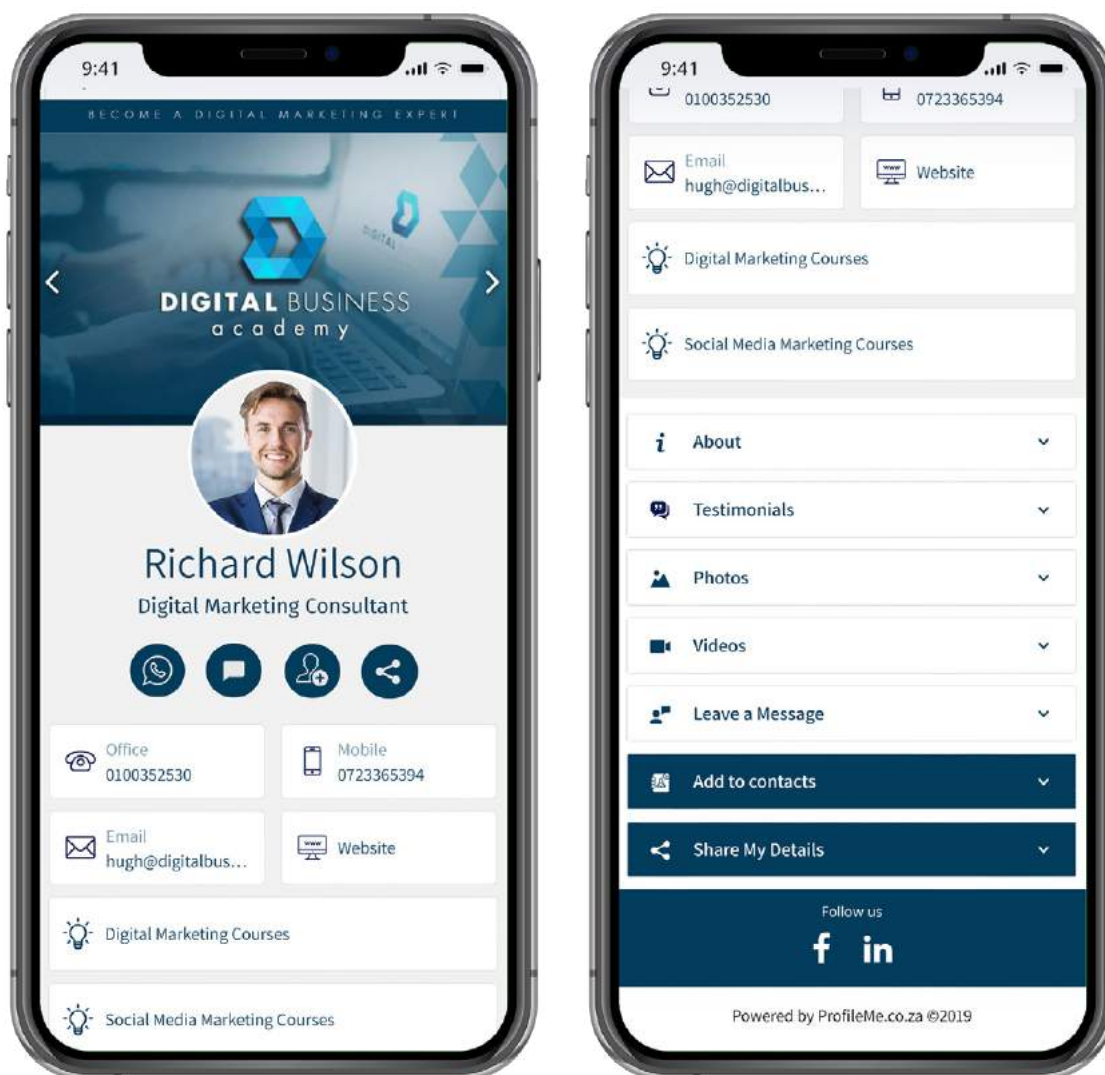 9:41
BECOME A DIGITAL MARKETING EXPERT
DIGITAL
DIGITAL BUSINESS
academy
Richard Wilson
Digital Marketing Consultant
Office
0100352530
Mobile
0723365394
Email
hugh@digitalbus...
www
Website
Digital Marketing Courses
Social Media Marketing Courses
9:41
0100352530
0723365394
Email
hugh@digitalbus...
www
Website
Digital Marketing Courses
Social Media Marketing Courses
i About
Testimonials
Photos
Videos
Leave a Message
Add to contacts
Share My Details
Follow us
f in
Powered by ProfileMe.co.za ©2019